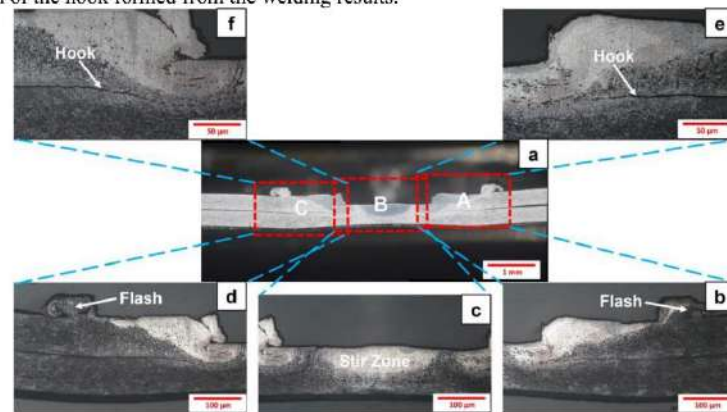 of the hook formed from the welding results.
f
Hook
50 µm
e
Hook
50 µm
a
C
B
A
1 mm
d
Flash
100 µm
c
Stir Zone
100 µm
b
Flash
100 µm